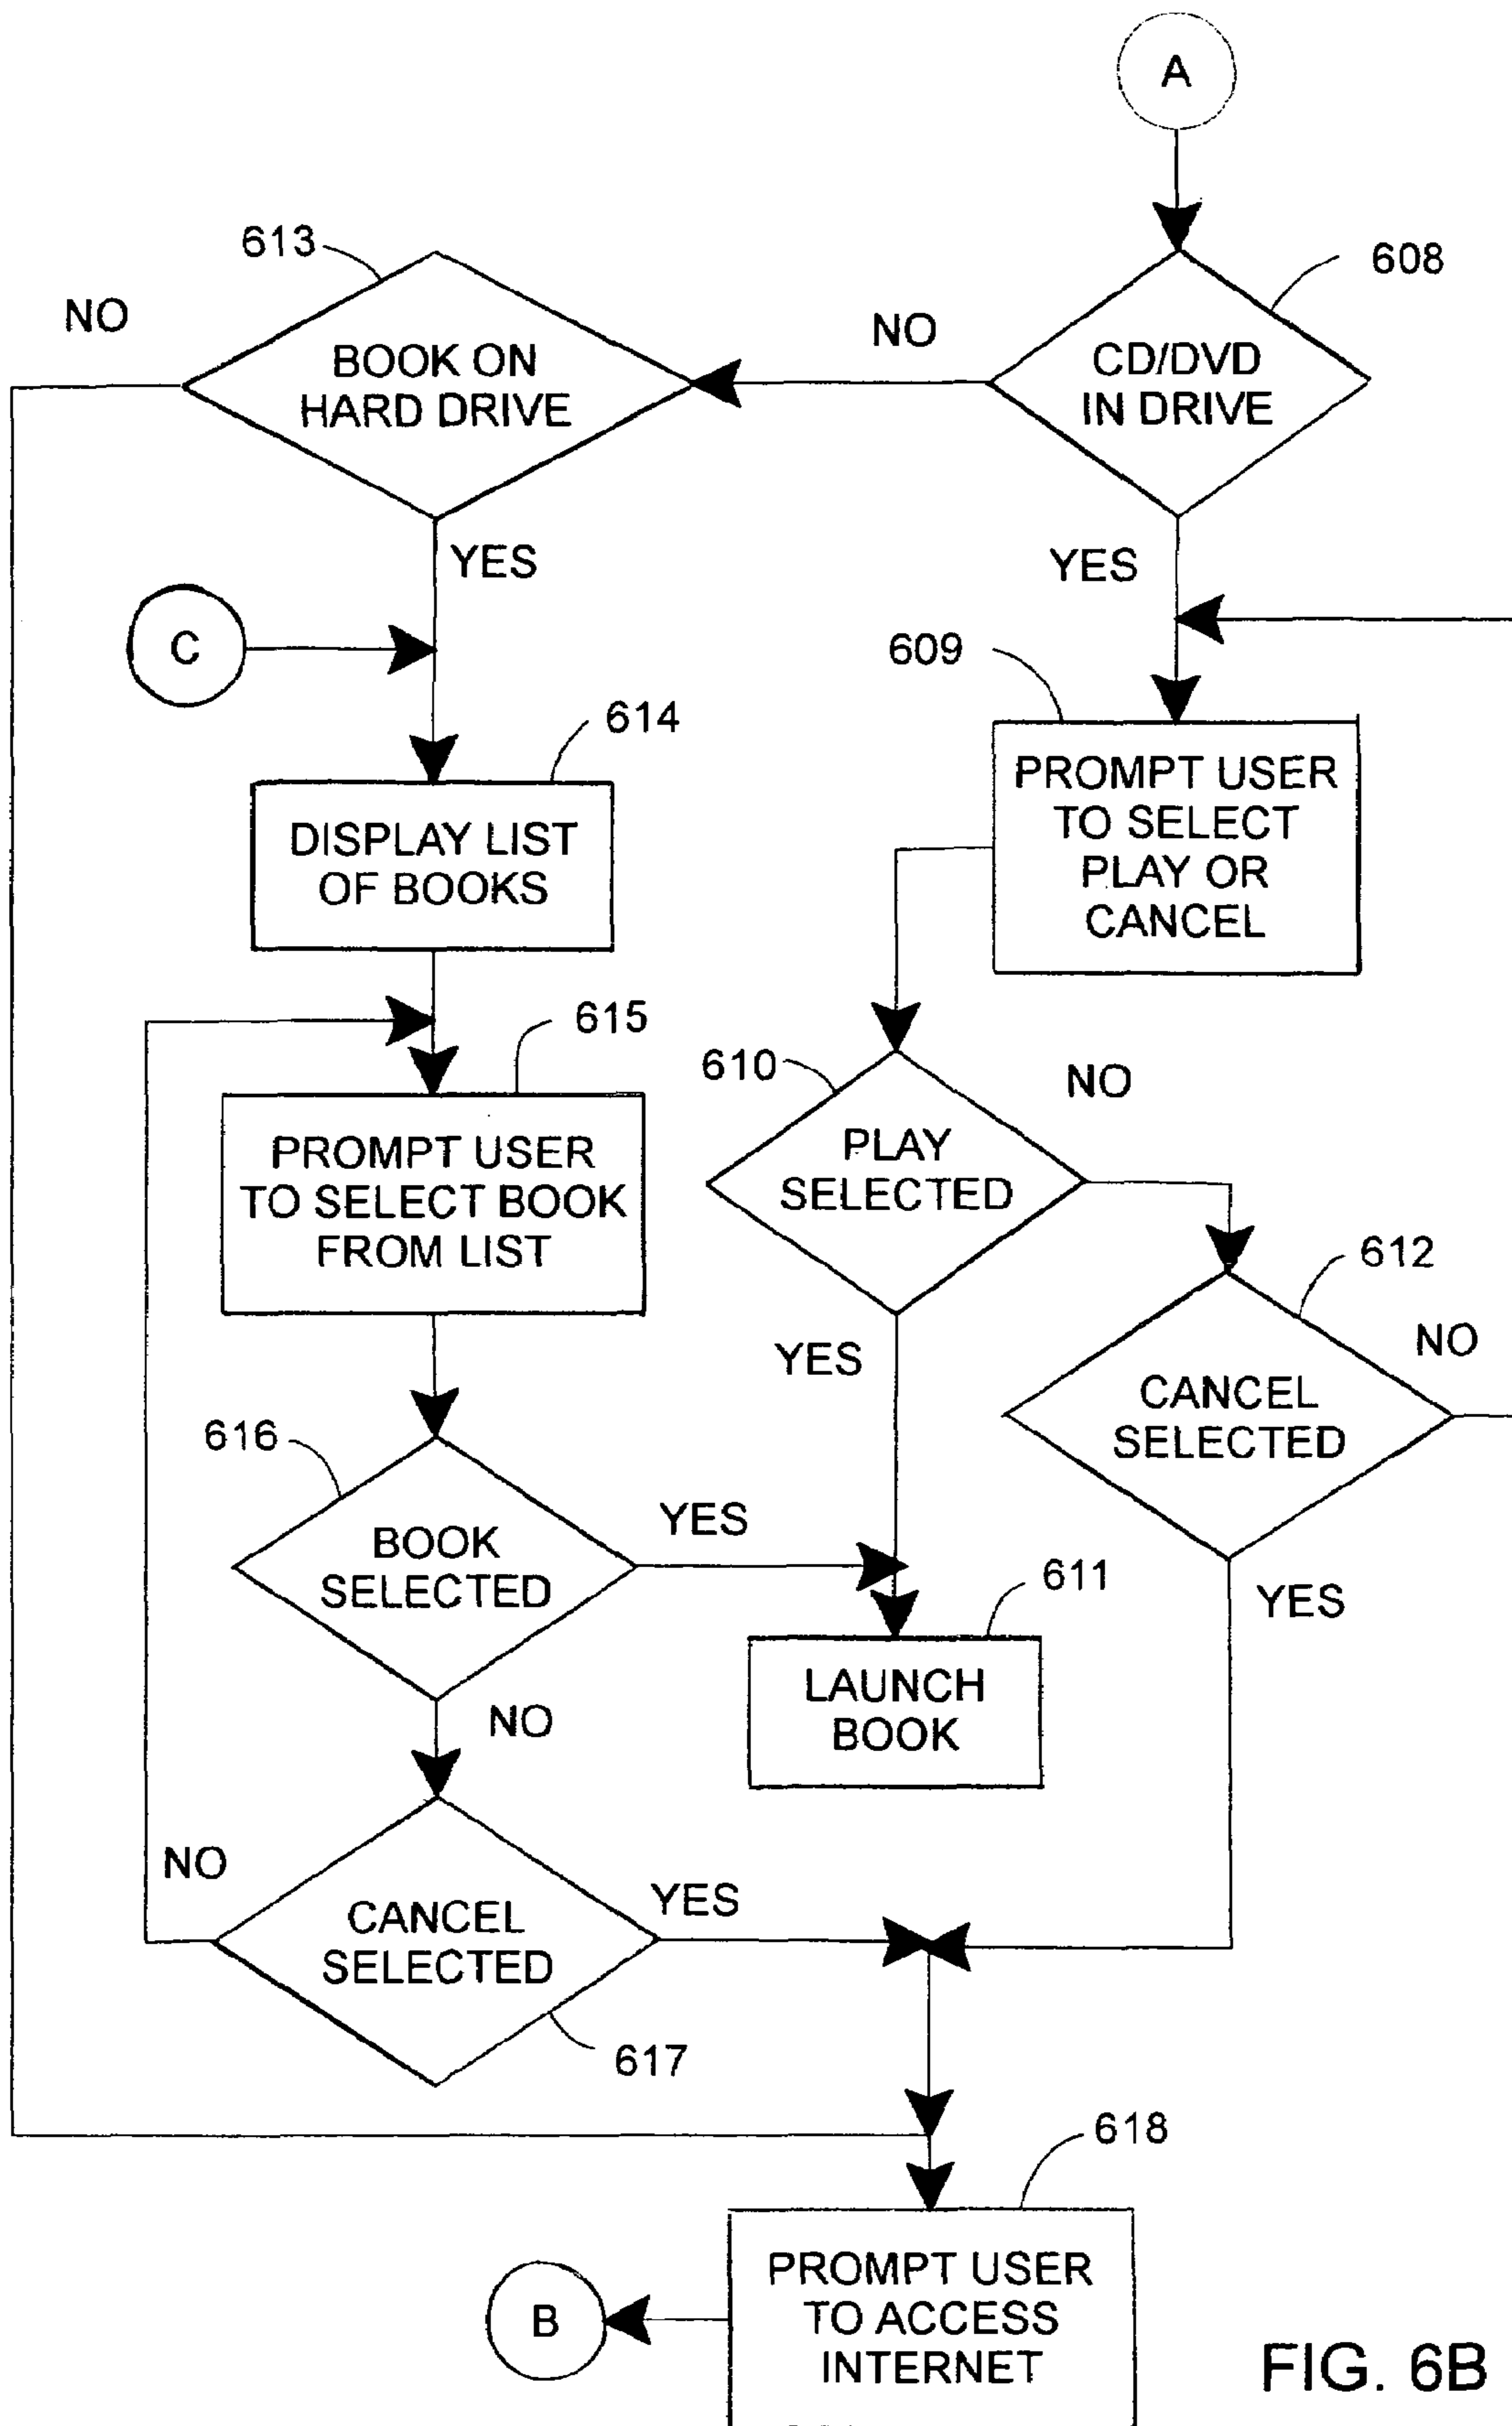 A
608
CD/DVD
IN DRIVE
NO
YES
613
BOOK ON
HARD DRIVE
NO
YES
C
609
PROMPT USER
TO SELECT
PLAY OR
CANCEL
614
DISPLAY LIST
OF BOOKS
615
PROMPT USER
TO SELECT BOOK
FROM LIST
610
PLAY
SELECTED
NO
YES
612
CANCEL
SELECTED
NO
YES
616
BOOK
SELECTED
YES
NO
611
LAUNCH
BOOK
CANCEL
SELECTED
NO
YES
617
618
PROMPT USER
TO ACCESS
INTERNET
B
FIG. 6B